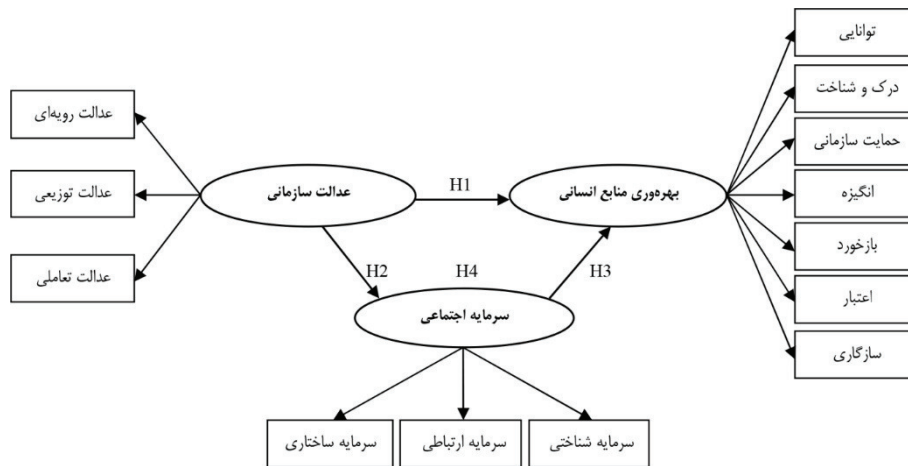 توانایی
درک و شناخت
حمایت سازمانی
انگیزه
بازخورد
اعتبار
سازگاری
بهره‌وری منابع انسانی
H1
عدالت سازمانی
عدالت رویه‌ای
عدالت توزیعی
عدالت تعاملی
H3
H4
H2
سرمایه اجتماعی
سرمایه شناختی
سرمایه ارتباطی
سرمایه ساختاری